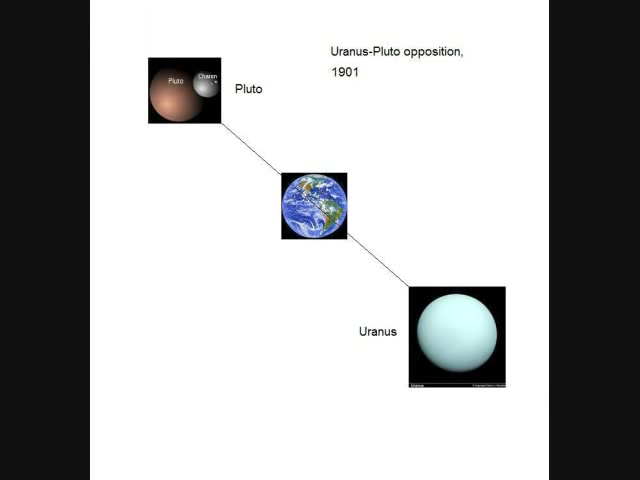 Uranus-Pluto opposition,
1901
Pluto
Charon
Pluto
Uranus